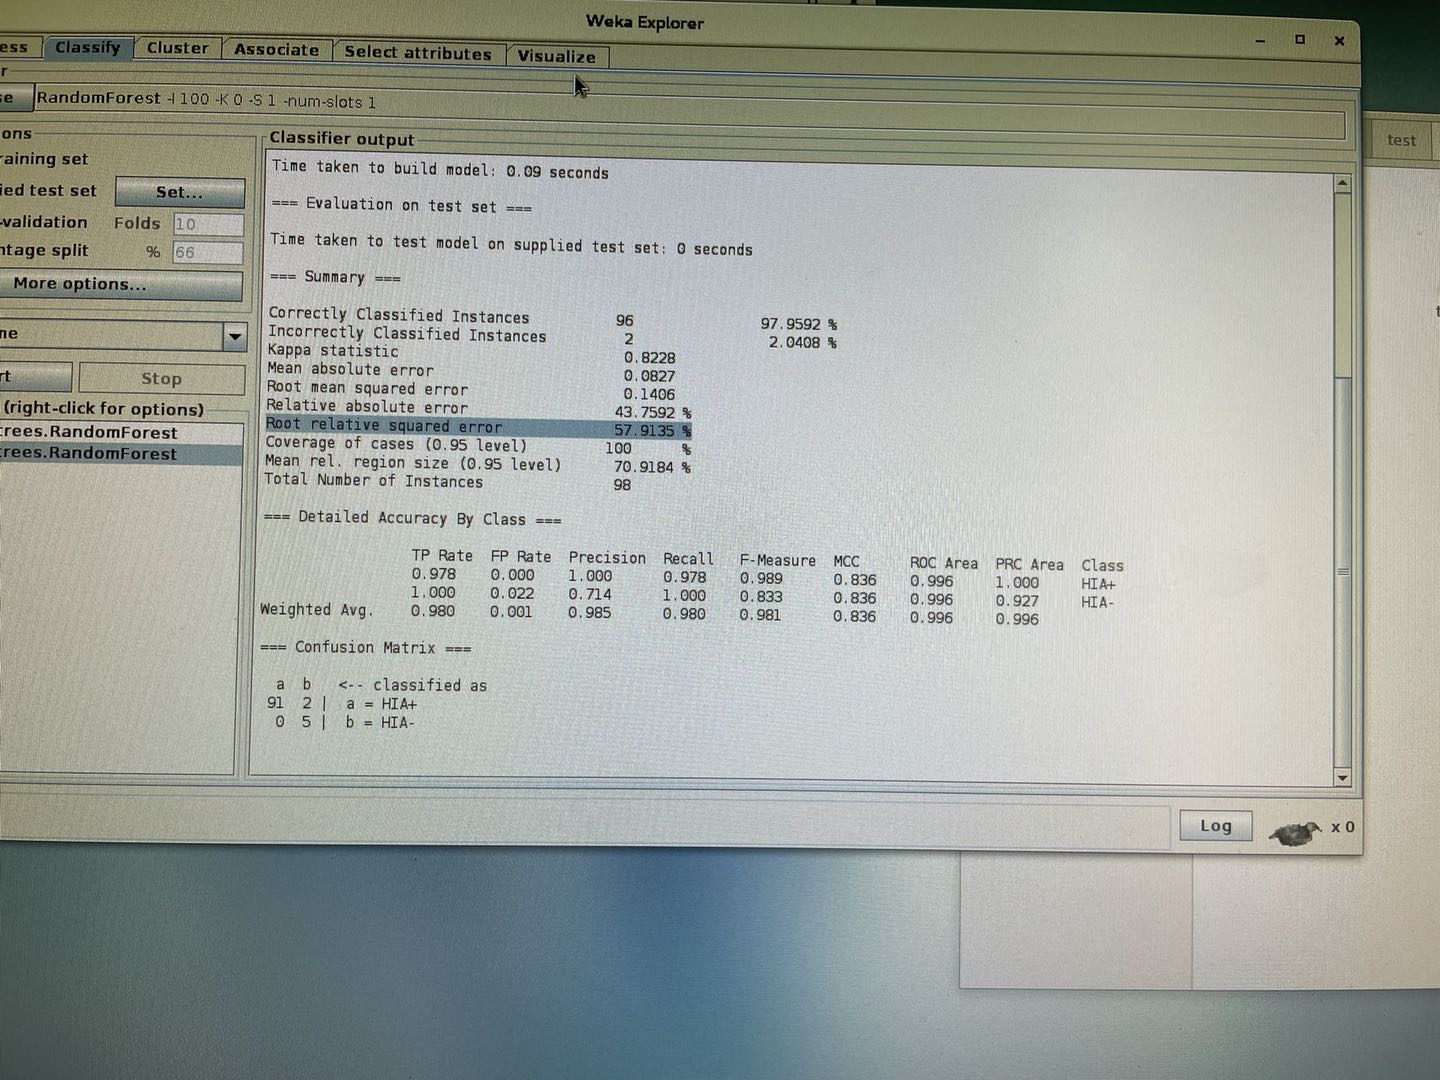 Weka Explorer
ess Classify Cluster Associate Select attributes Visualize
r
se RandomForest -I 100 -K 0 -S 1 -num-slots 1
ons
raining set
ied test set Set...
-validation Folds 10
ntage split % 66
More options...
ne
rt Stop
(right-click for options)
trees.RandomForest
trees.RandomForest
Classifier output
Time taken to build model: 0.09 seconds
=== Evaluation on test set ===
Time taken to test model on supplied test set: 0 seconds
=== Summary ===
Correctly Classified Instances 96 97.9592 %
Incorrectly Classified Instances 2 2.0408 %
Kappa statistic 0.8228
Mean absolute error 0.0827
Root mean squared error 0.1406
Relative absolute error 43.7592 %
Root relative squared error 57.9135 %
Coverage of cases (0.95 level) 100 %
Mean rel. region size (0.95 level) 70.9184 %
Total Number of Instances 98
=== Detailed Accuracy By Class ===
TP Rate FP Rate Precision Recall F-Measure MCC ROC Area PRC Area Class
0.978 0.000 1.000 0.978 0.989 0.836 0.996 1.000 HIA+
1.000 0.022 0.714 1.000 0.833 0.836 0.996 0.927 HIA-
Weighted Avg. 0.980 0.001 0.985 0.980 0.981 0.836 0.996 0.996
=== Confusion Matrix ===
a b <-- classified as
91 2 | a = HIA+
0 5 | b = HIA-
Log x 0
test